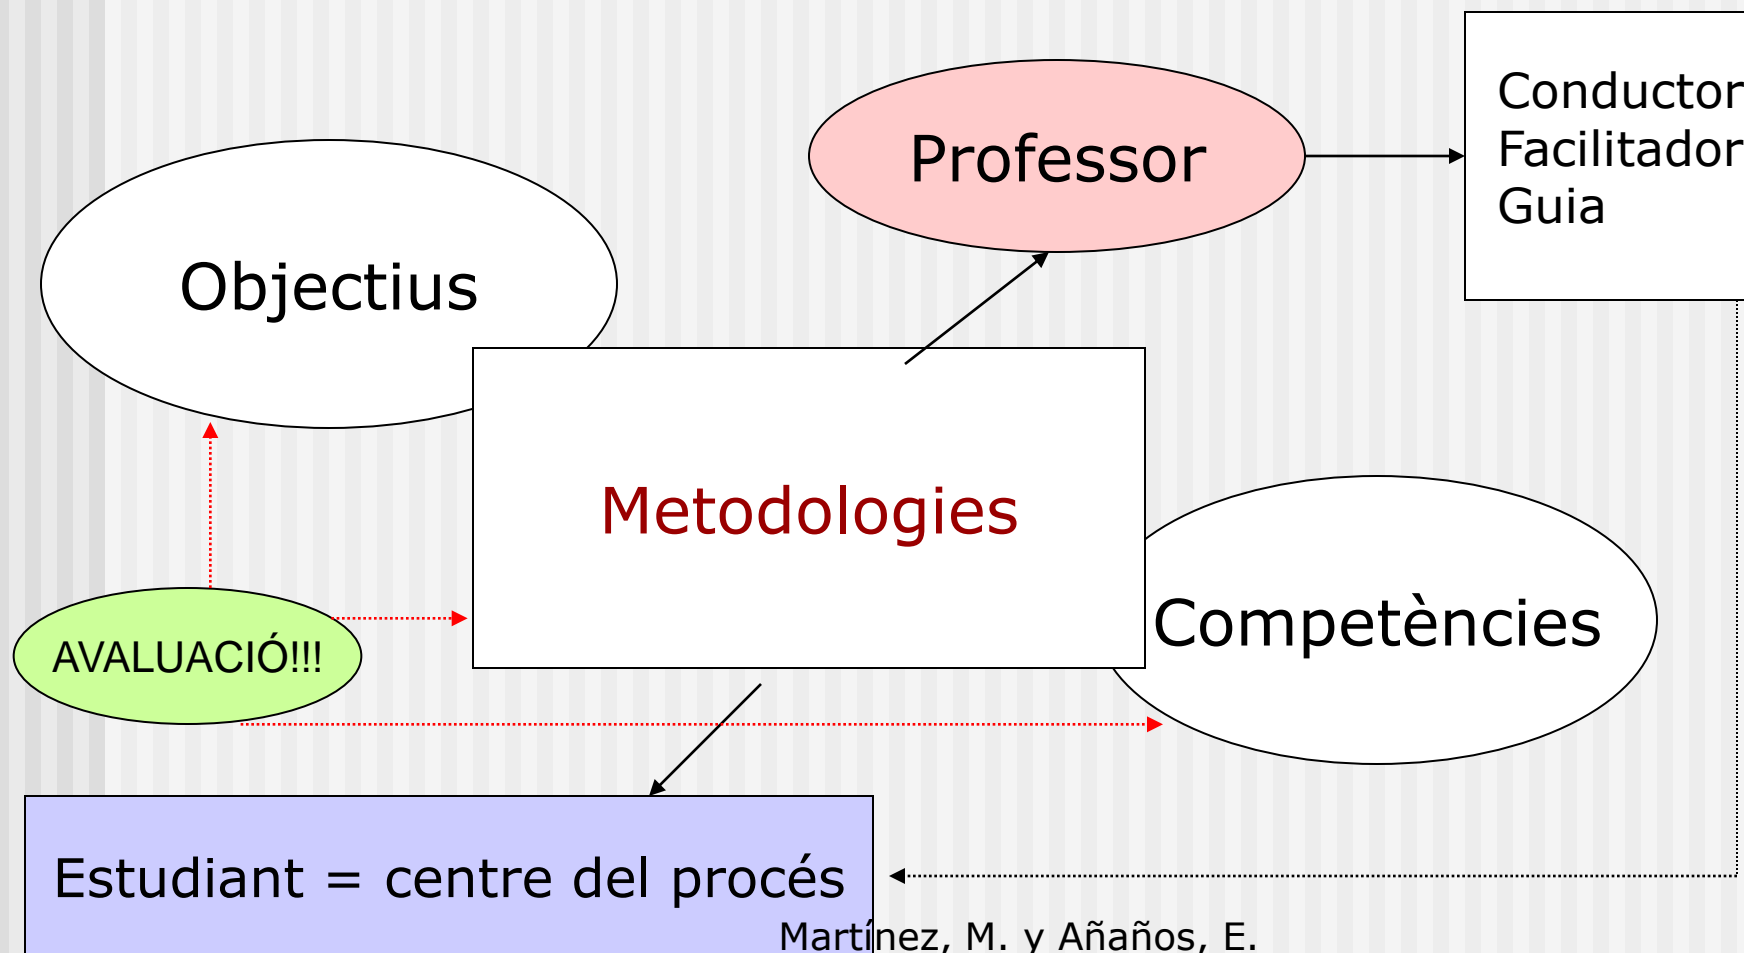 Conductor
Facilitador
Guia
Professor
Objectius
Metodologies
Competències
AVALUACIÓ!!!
Estudiant = centre del procés
Martínez, M. y Añaños, E.